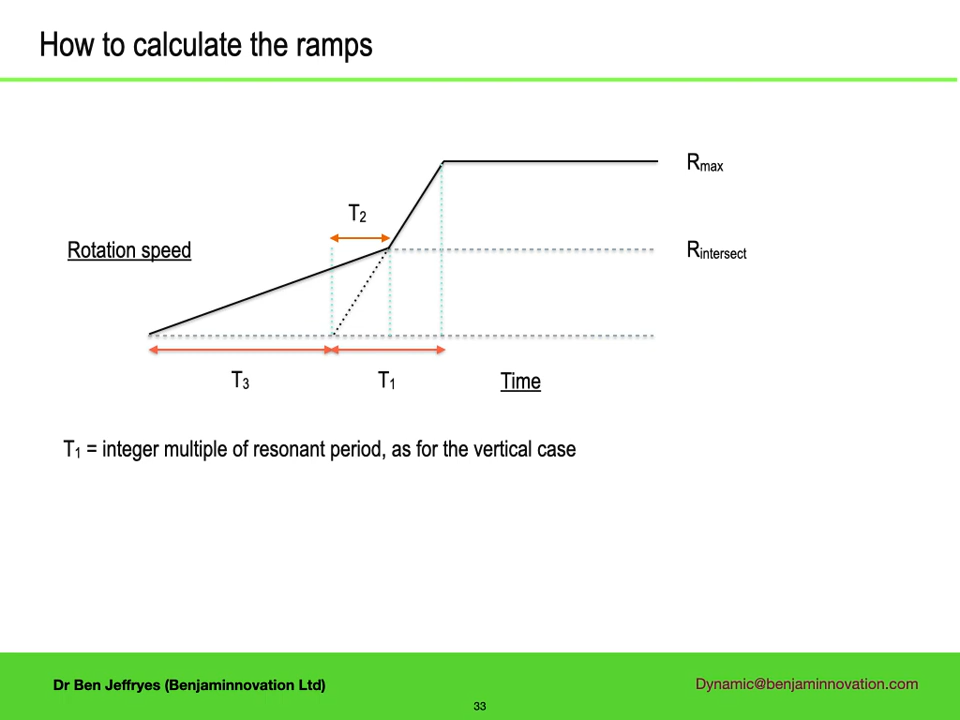 How to calculate the ramps
Rmax
T2
Rotation speed
Rintersect
T3
T1
Time
T1 = integer multiple of resonant period, as for the vertical case
Dr Ben Jeffryes (Benjaminnovation Ltd)
Dynamic@benjaminnovation.com
33